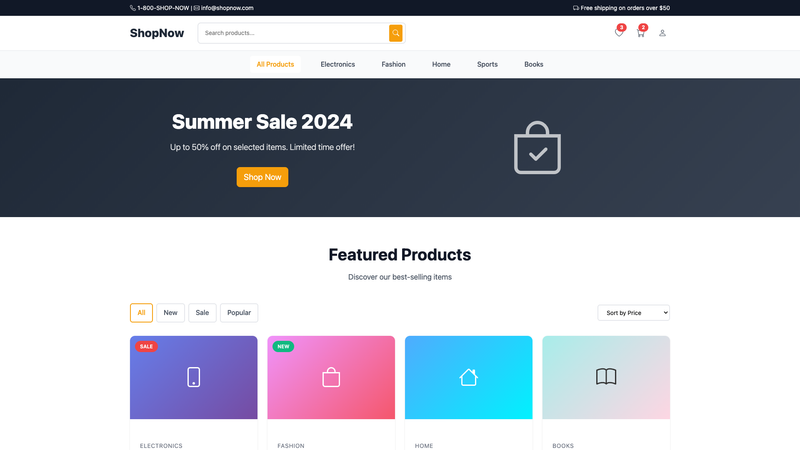 1-800-SHOP-NOW | info@shopnow.com
Free shipping on orders over $50
ShopNow
Search products...
3
2
All Products
Electronics
Fashion
Home
Sports
Books
Summer Sale 2024
Up to 50% off on selected items. Limited time offer!
Shop Now
Featured Products
Discover our best-selling items
All
New
Sale
Popular
Sort by Price
SALE
NEW
ELECTRONICS
FASHION
HOME
BOOKS